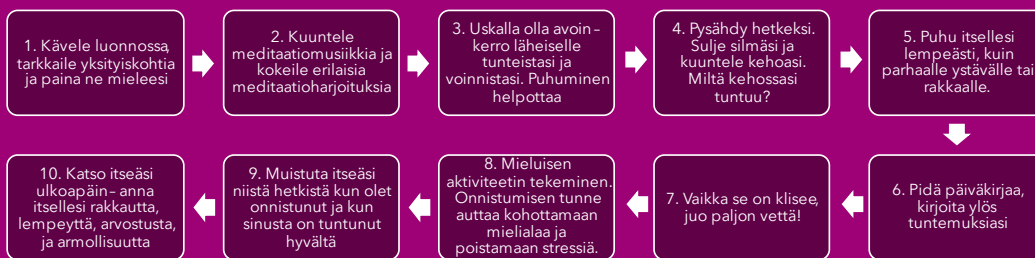 1. Kävele luonnossa,
tarkkaile yksityiskohtia
ja paina ne mieleesi
2. Kuuntele
meditaatiomusiikkia ja
kokeile erilaisia
meditaatioharjoituksia
3. Uskalla olla avoin –
kerro läheiselle
tunteistasi ja
voinnistasi. Puhuminen
helpottaa
4. Pysähdy hetkeksi.
Sulje silmäsi ja
kuuntele kehoasi.
Miltä kehossasi
tuntuu?
5. Puhu itsellesi
lempeästi, kuin
parhaalle ystävälle tai
rakkaalle.
6. Pidä päiväkirjaa,
kirjoita ylös
tuntemuksiasi
7. Vaikka se on klisee,
juo paljon vettä!
8. Mieluisen
aktiviteetin tekeminen.
Onnistumisen tunne
auttaa kohottamaan
mielialaa ja
poistamaan stressiä.
9. Muistuta itseäsi
niistä hetkistä kun olet
onnistunut ja kun
sinusta on tuntunut
hyvältä
10. Katso itseäsi
ulkoapäin – anna
itsellesi rakkautta,
lempeyttä, arvostusta,
ja armollisuutta